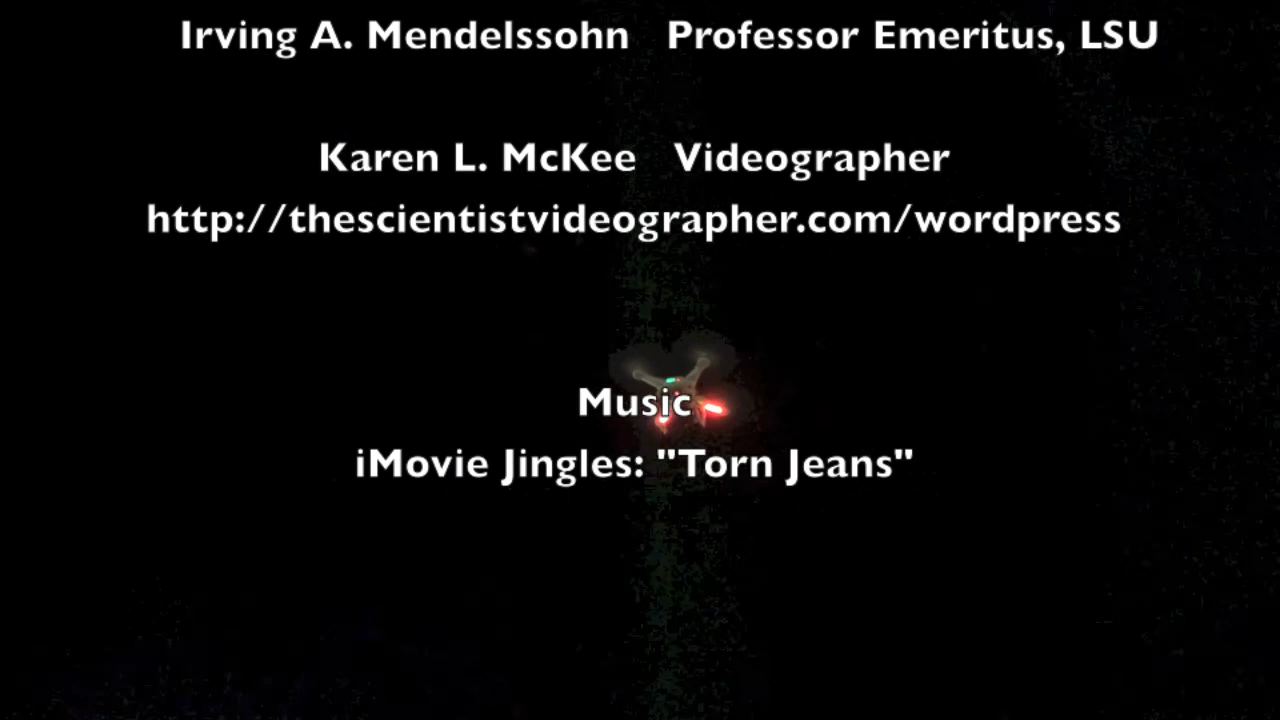 Irving A. Mendelssohn Professor Emeritus, LSU
Karen L. McKee Videographer
http://thescientistvideographer.com/wordpress
Music
iMovie Jingles: "Torn Jeans"